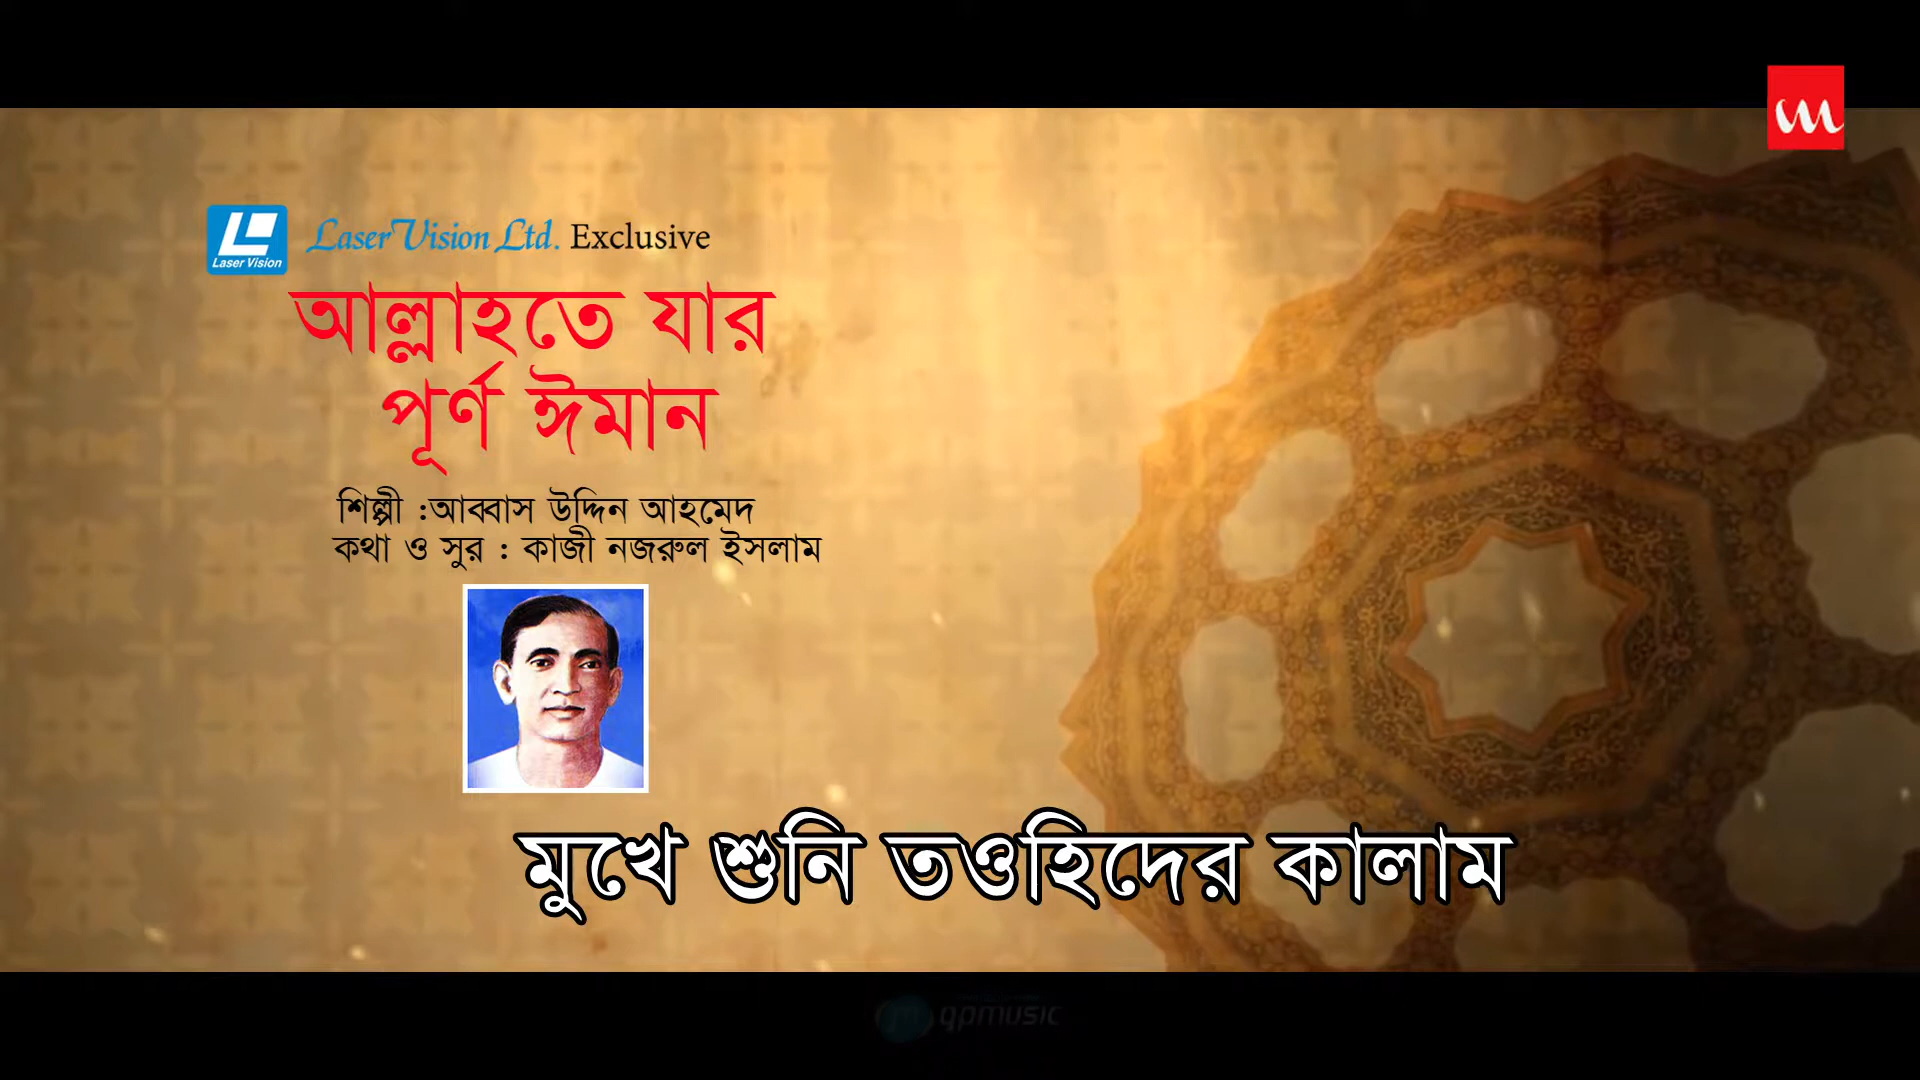 Laser Vision
Laser Vision Ltd. Exclusive
আল্লাহতে যার
পূর্ণ ঈমান
শিল্পী :আব্বাস উদ্দিন আহমেদ
কথা ও সুর : কাজী নজরুল ইসলাম
মুখে শুনি তওহিদের কালাম
qpmusic